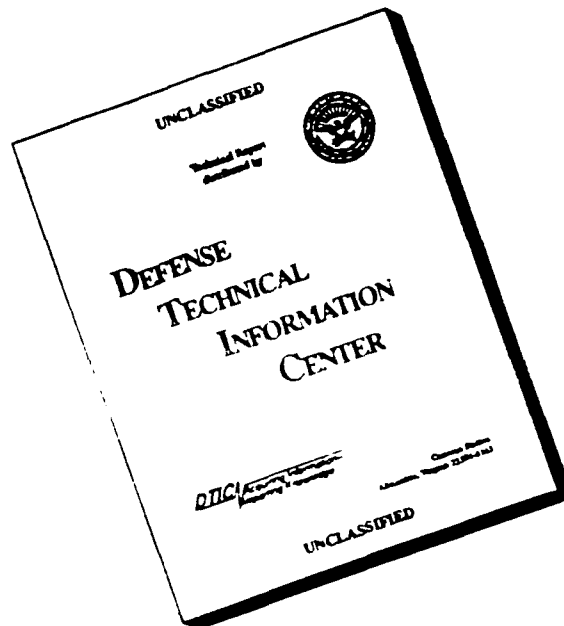 UNCLASSIFIED
Technical Report
distributed by
DEFENSE
TECHNICAL
INFORMATION
CENTER
DTIC
UNCLASSIFIED